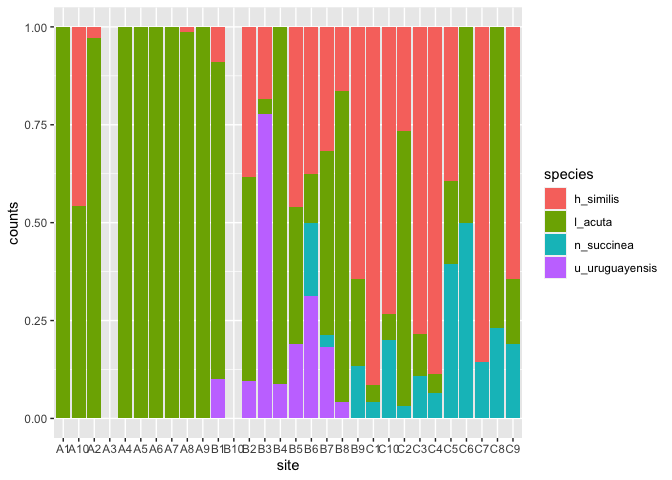 1.00
0.75
0.50
0.25
0.00
counts
A1 A10 A2 A3 A4 A5 A6 A7 A8 A9 B1 B10 B2 B3 B4 B5 B6 B7 B8 B9 C1 C10 C2 C3 C4 C5 C6 C7 C8 C9
site
species
h_similis
l_acuta
n_succinea
u_uruguayensis